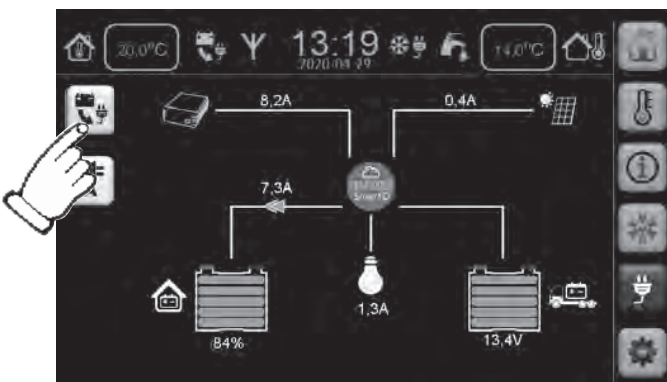 20,0°C
13:19
2020-04-29
14,0°C
8,2A
0,4A
7,3A
SmartD
1,3A
84%
13,4V